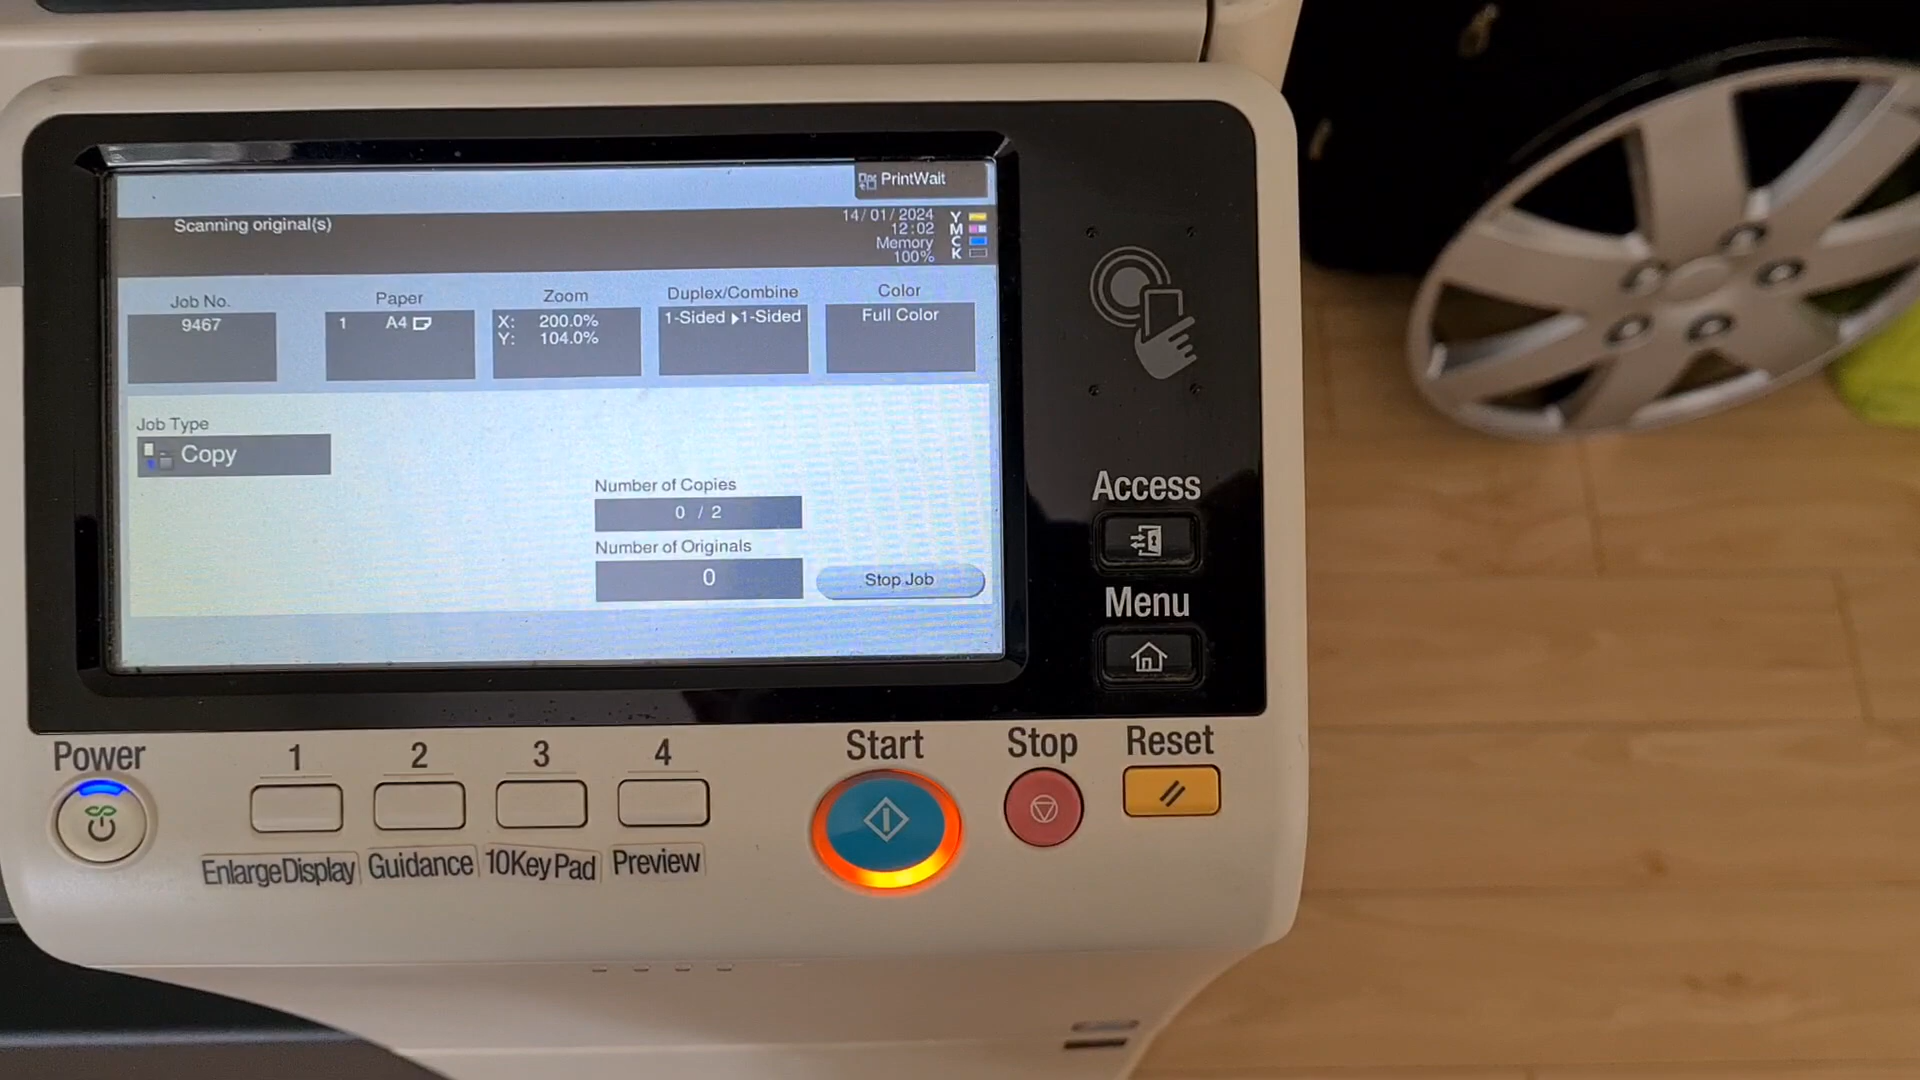 PrintWait
Scanning original(s)
14/01/2024
12:02
Memory
100%
Y
M
C
K
Job No.
9467
Paper
1 A4
Zoom
X: 200.0%
Y: 104.0%
Duplex/Combine
1-Sided ▶1-Sided
Color
Full Color
Job Type
Copy
Number of Copies
0 / 2
Number of Originals
0
Stop Job
Access
Menu
Power
1
2
3
4
Start
Stop
Reset
EnlargeDisplay
Guidance
10KeyPad
Preview